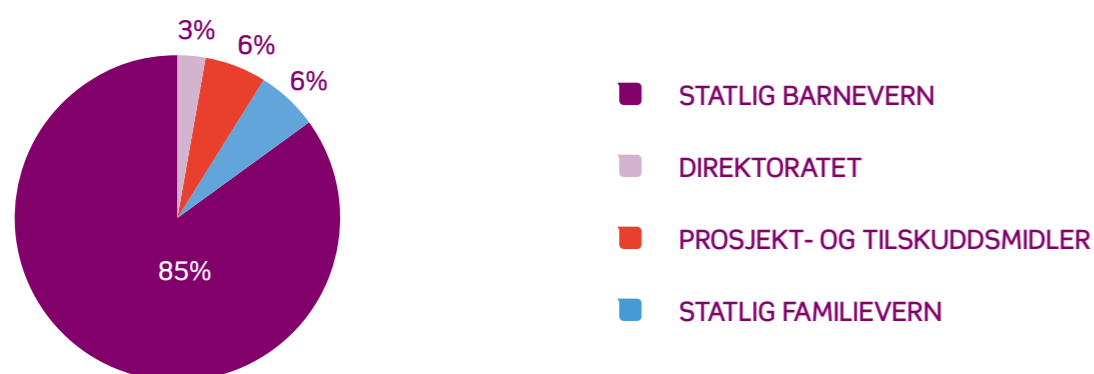 3%
6%
6%
85%
STATLIG BARNEVERN
DIREKTORATET
PROSJEKT- OG TILSKUDDSMIDLER
STATLIG FAMILIEVERN